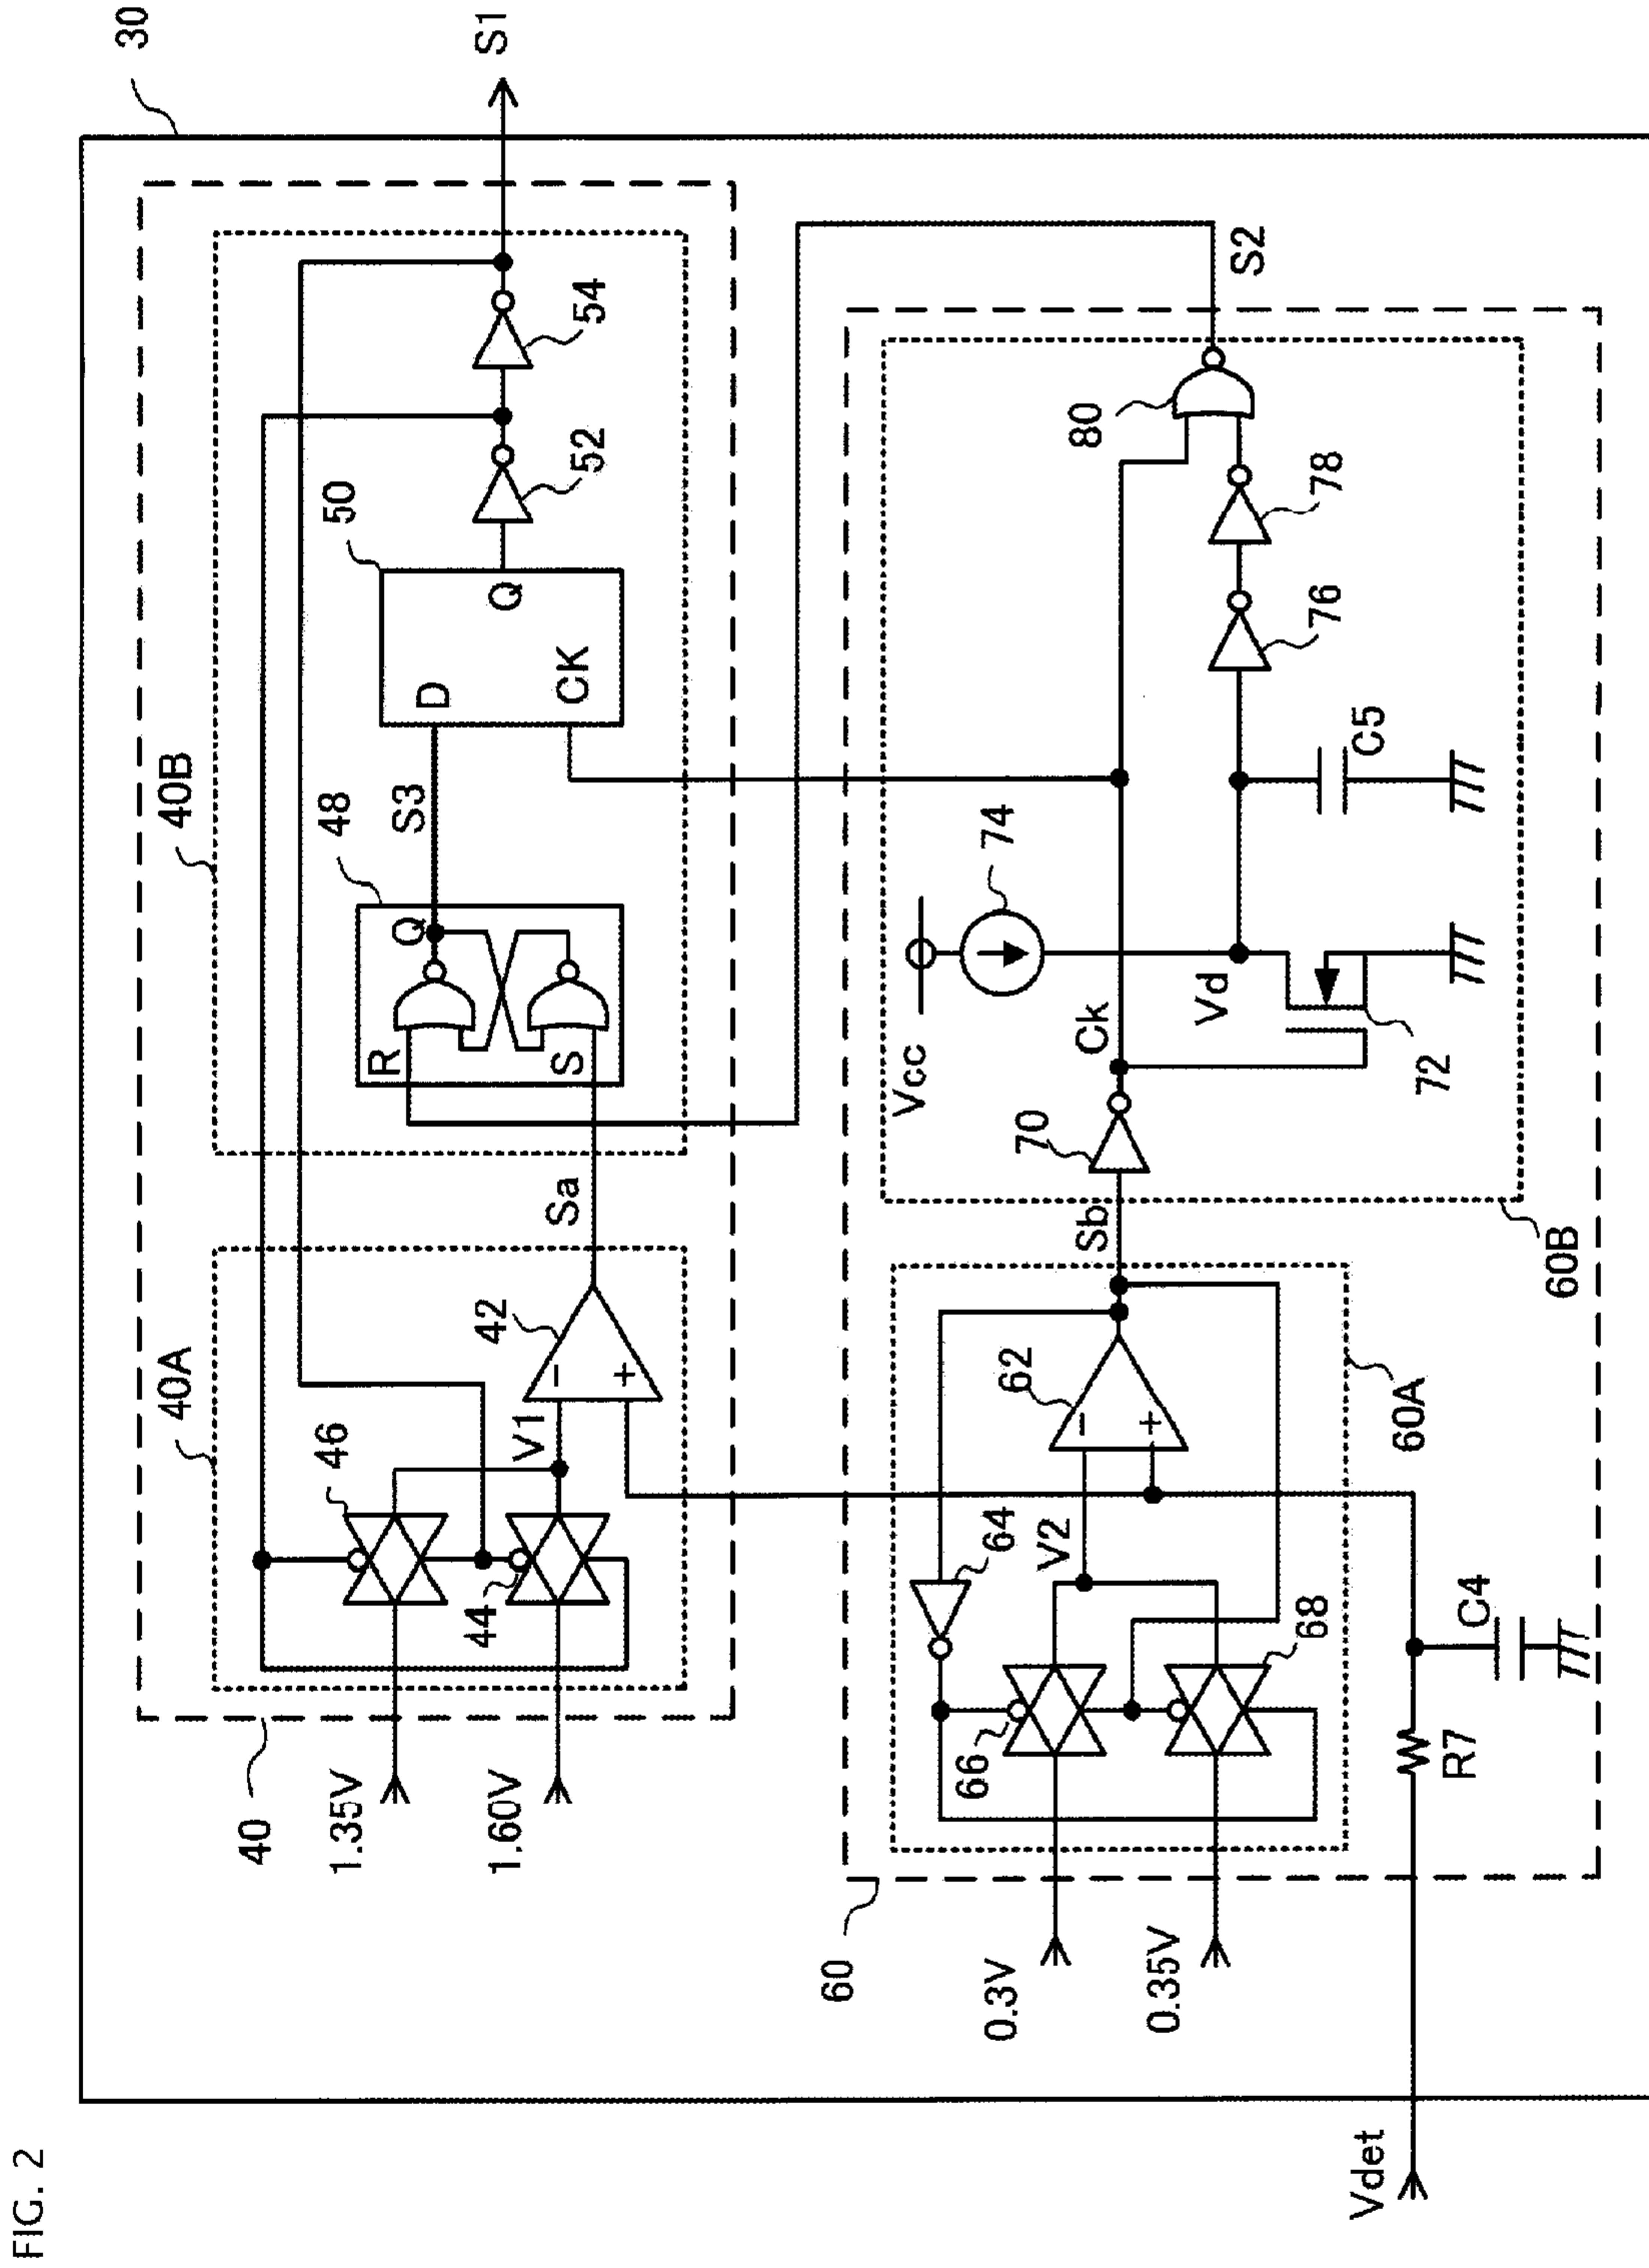 FIG. 2
30
S1
40
40A
40B
1.35V
1.60V
46
44
V1
42
-
+
Sa
R
S
Q
48
S3
D
CK
Q
50
52
54
60
60A
60B
0.3V
0.35V
66
68
64
V2
62
-
+
Sb
70
Ck
Vcc
74
Vd
72
C5
76
78
80
S2
Vdet
R7
C4